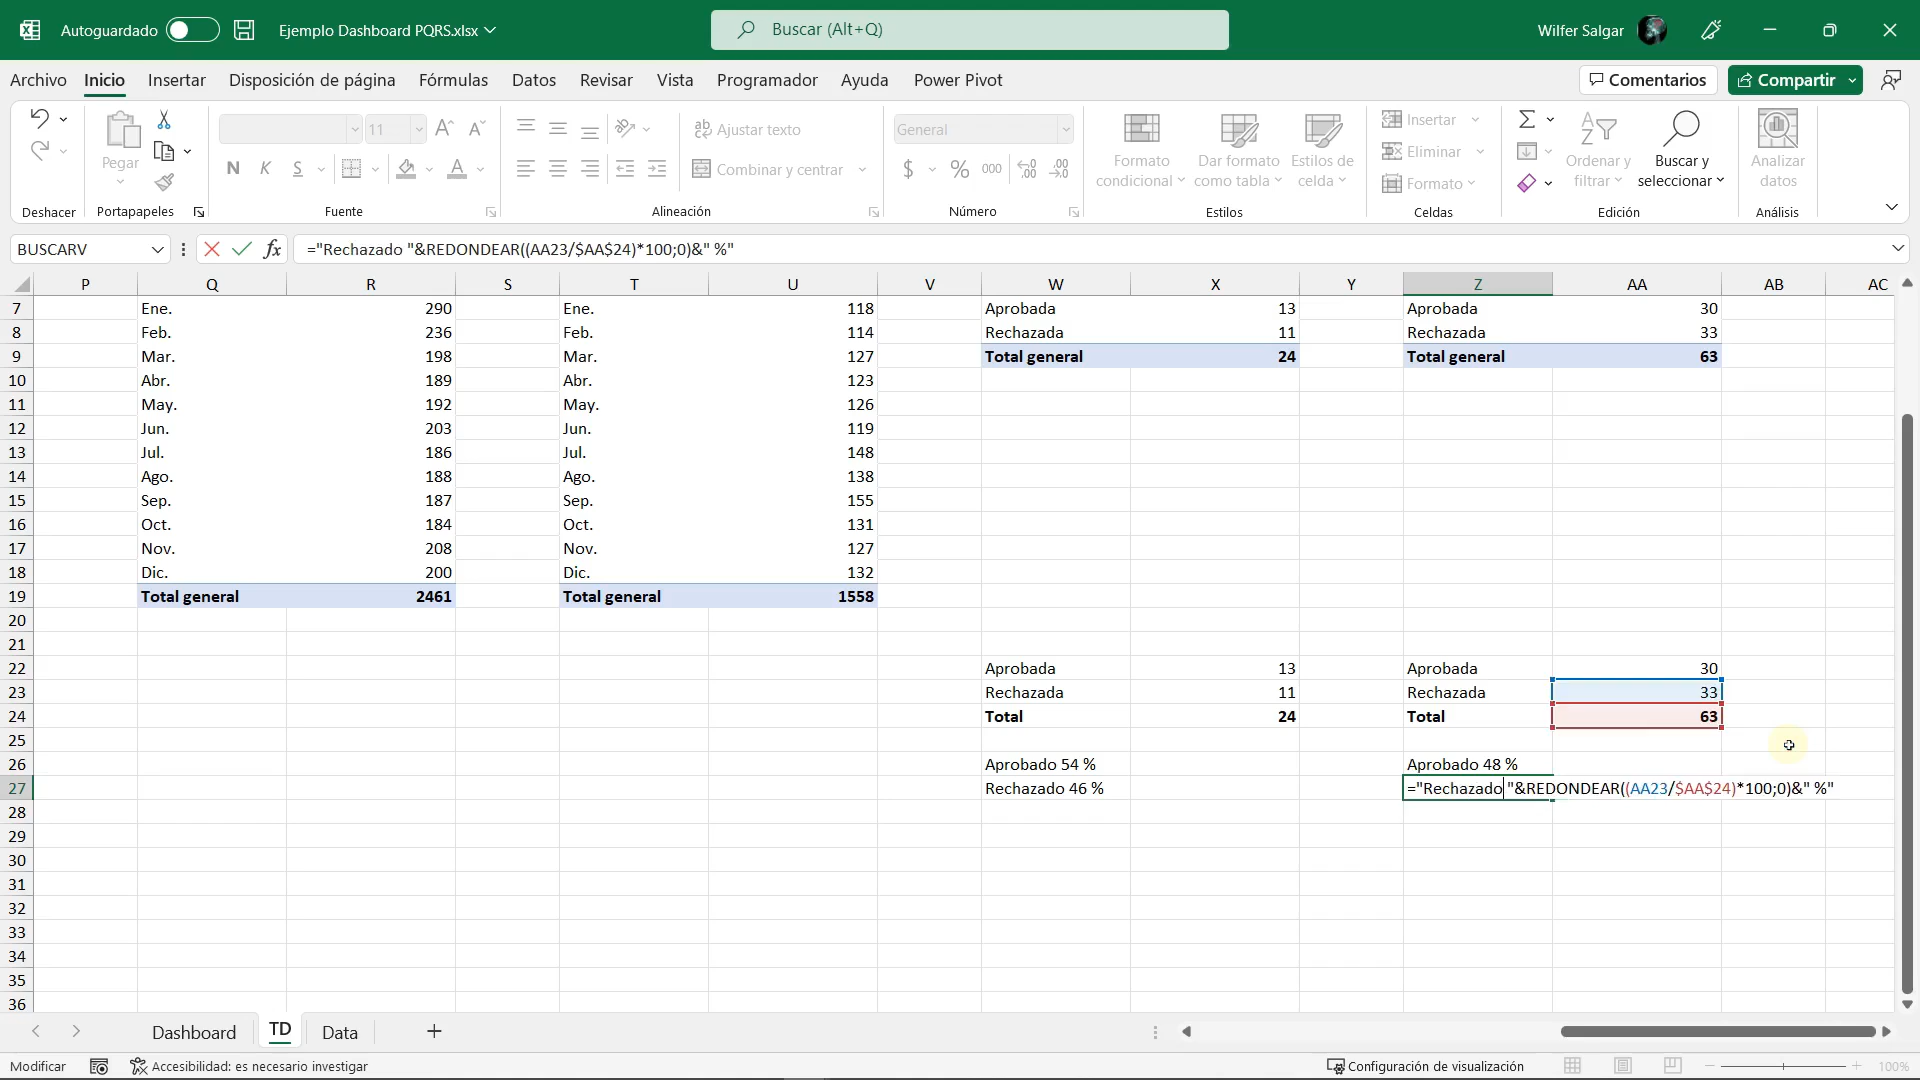 Autoguardado Ejemplo Dashboard PQRS.xlsx Buscar (Alt+Q) Wilfer Salgar
Archivo Inicio Insertar Disposición de página Fórmulas Datos Revisar Vista Programador Ayuda Power Pivot Comentarios Compartir
Pegar 11 Ajustar texto Combinar y centrar General $ % 000 Formato condicional Dar formato como tabla Estilos de celda Insertar Eliminar Formato Ordenar y filtrar Buscar y seleccionar Analizar datos
N K S
Deshacer Portapapeles Fuente Alineación Número Estilos Celdas Edición Análisis
BUSCARV fx ="Rechazado "&REDONDEAR((AA23/$AA$24)*100;0)&" %"
P Q R S T U V W X Y Z AA AB AC
7 Ene. 290 Ene. 118 Aprobada 13 Aprobada 30
8 Feb. 236 Feb. 114 Rechazada 11 Rechazada 33
9 Mar. 198 Mar. 127 Total general 24 Total general 63
10 Abr. 189 Abr. 123
11 May. 192 May. 126
12 Jun. 203 Jun. 119
13 Jul. 186 Jul. 148
14 Ago. 188 Ago. 138
15 Sep. 187 Sep. 155
16 Oct. 184 Oct. 131
17 Nov. 208 Nov. 127
18 Dic. 200 Dic. 132
19 Total general 2461 Total general 1558
20
21
22 Aprobada 13 Aprobada 30
23 Rechazada 11 Rechazada 33
24 Total 24 Total 63
25
26 Aprobado 54 % Aprobado 48 %
27 Rechazado 46 % ="Rechazado "&REDONDEAR((AA23/$AA$24)*100;0)&" %"
28
29
30
31
32
33
34
35
36
Dashboard TD Data
Modificar Accesibilidad: es necesario investigar Configuración de visualización 100%